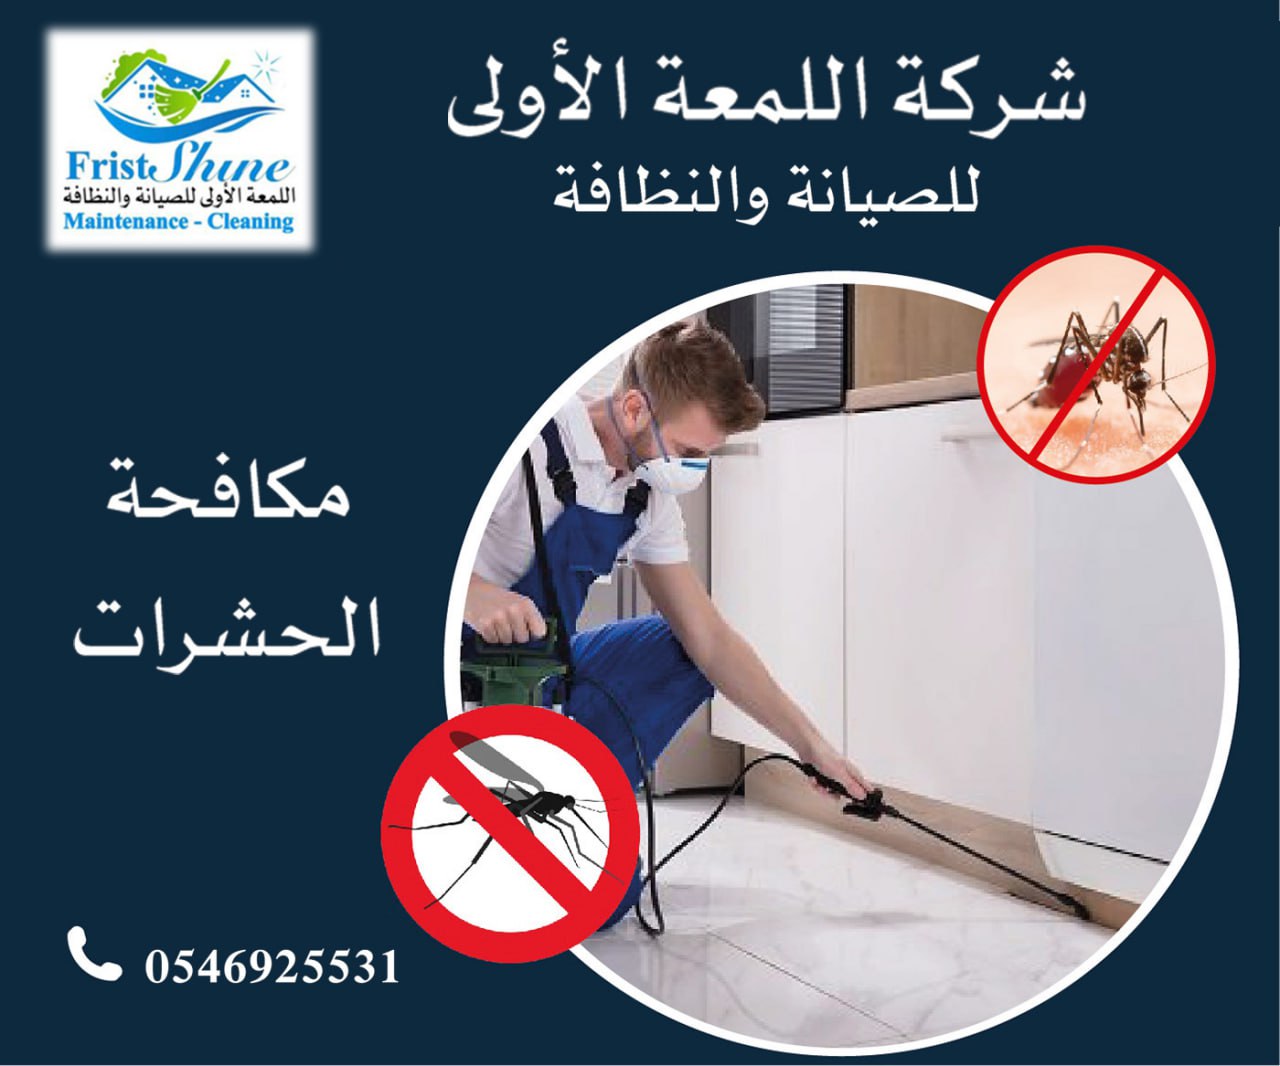 شركة اللمعة الأولى
للصيانة والنظافة
Frist Shine
اللمعة الأولى للصيانة والنظافة
Maintenance - Cleaning
مكافحة
الحشرات
0546925531